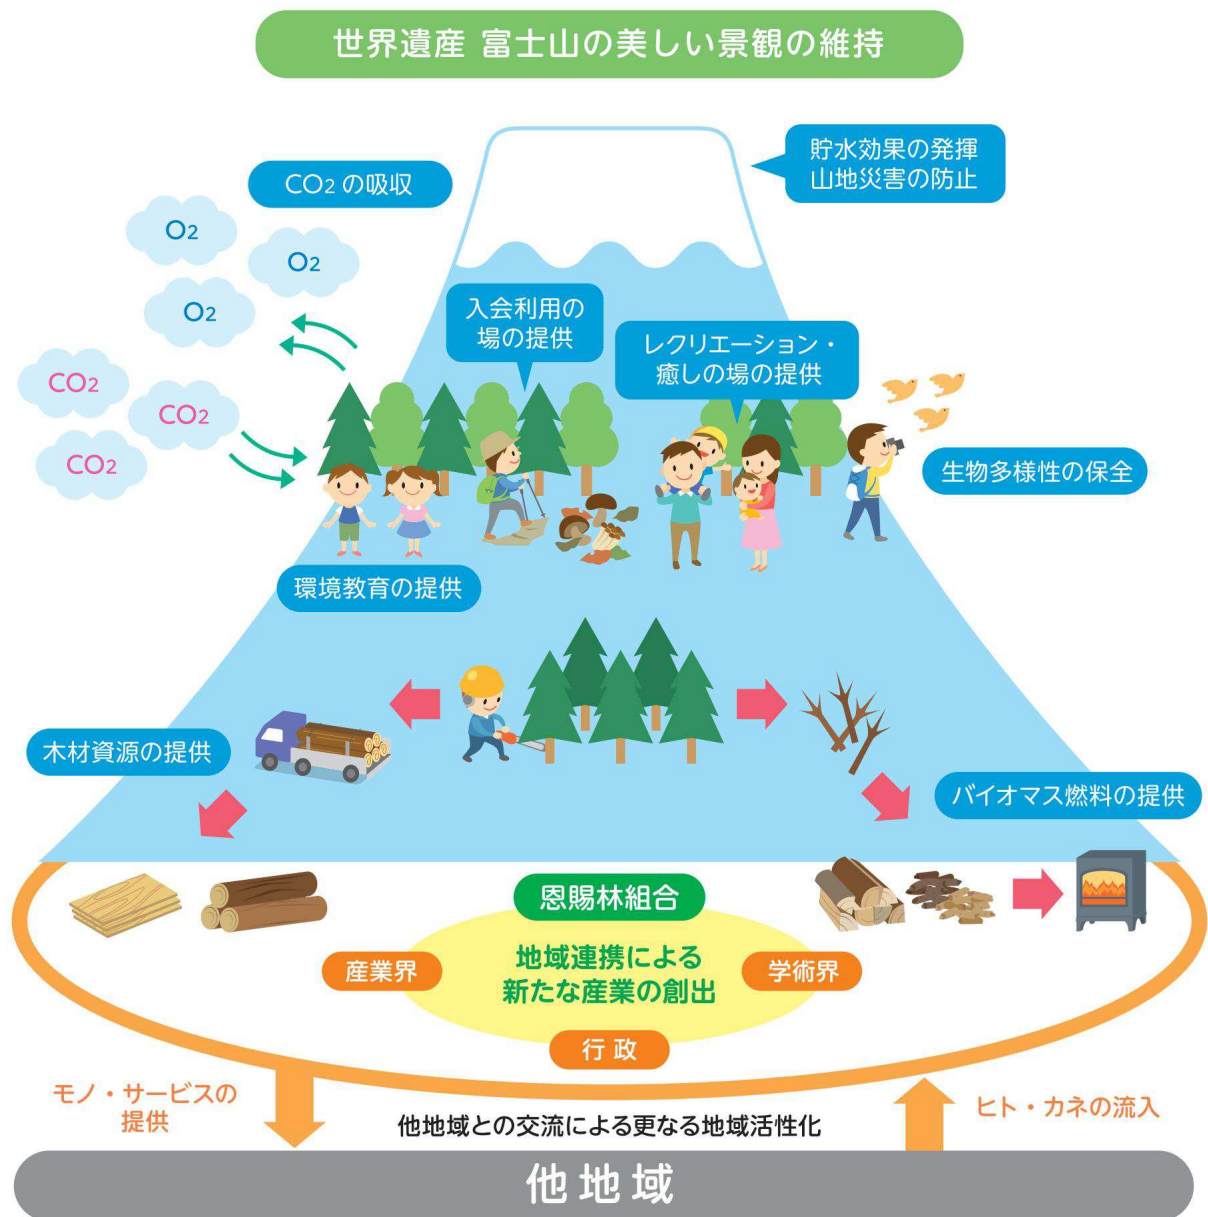 世界遺産 富士山の美しい景観の維持
貯水効果の発揮
山地災害の防止
CO2 の吸収
O2
O2
O2
CO2
CO2
CO2
入会利用の
場の提供
レクリエーション・
癒しの場の提供
生物多様性の保全
環境教育の提供
木材資源の提供
バイオマス燃料の提供
恩賜林組合
地域連携による
新たな産業の創出
産業界
学術界
行政
モノ・サービスの
提供
他地域との交流による更なる地域活性化
ヒト・カネの流入
他地域